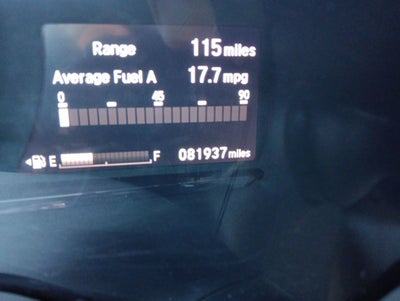 Range 115 miles
Average Fuel A 17.7 mpg
0 45 90
E F 081937 miles